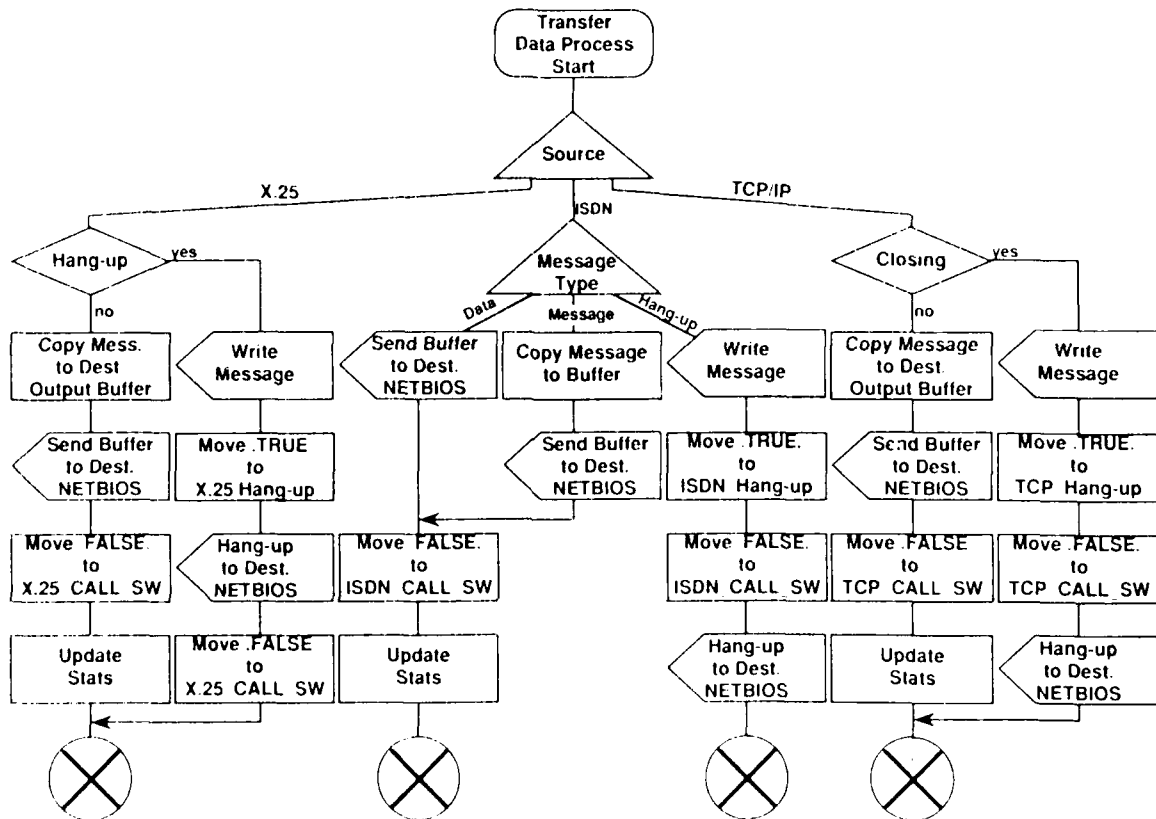 Transfer
Data Process
Start
Source
X.25
ISDN
TCP/IP
Hang-up
yes
no
Message
Type
Data
Message
Hang-up
Closing
yes
no
Copy Mess.
to Dest
Output Buffer
Write
Message
Send Buffer
to Dest.
NETBIOS
Copy Message
to Buffer
Write
Message
Copy Message
to Dest.
Output Buffer
Write
Message
Send Buffer
to Dest.
NETBIOS
Move .TRUE
to
X.25 Hang-up
Send Buffer
to Dest.
NETBIOS
Move .TRUE.
to
ISDN Hang-up
Send Buffer
to Dest.
NETBIOS
Move .TRUE.
to
TCP Hang-up
Move FALSE.
to
X.25 CALL SW
Hang-up
to Dest.
NETBIOS
Move FALSE.
to
ISDN CALL SW
Move FALSE.
to
ISDN CALL SW
Move .FALSE
to
TCP CALL SW
Move .FALSE.
to
TCP CALL SW
Update
Stats
Move .FALSE
to
X.25 CALL SW
Update
Stats
Hang-up
to Dest.
NETBIOS
Update
Stats
Hang-up
to Dest.
NETBIOS